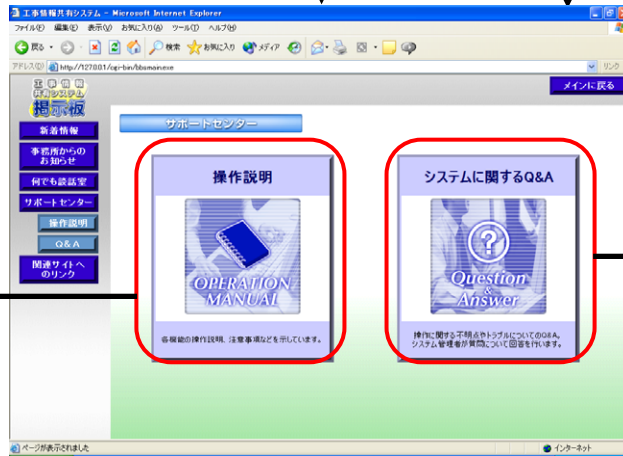 工事情報共有システム - Microsoft Internet Explorer
ファイル(F) 編集(E) 表示(V) お気に入り(A) ツール(T) ヘルプ(H)
戻る 検索 お気に入り メディア
アドレス(D) http://127.0.0.1/cgi-bin/bbsmain.exe 移動
工事情報
共有システム
掲示板
メインに戻る
新着情報
事務所からの
お知らせ
何でも談話室
サポートセンター
操作説明
Q&A
関連サイトへ
のリンク
サポートセンター
操作説明
OPERATION
MANUAL
各機能の操作説明、注意事項などを示しています。
システムに関するQ&A
Question
&
Answer
操作に関する不明点やトラブルについてのQ&A。
システム管理者が質問について回答を行います。
ページが表示されました
インターネット